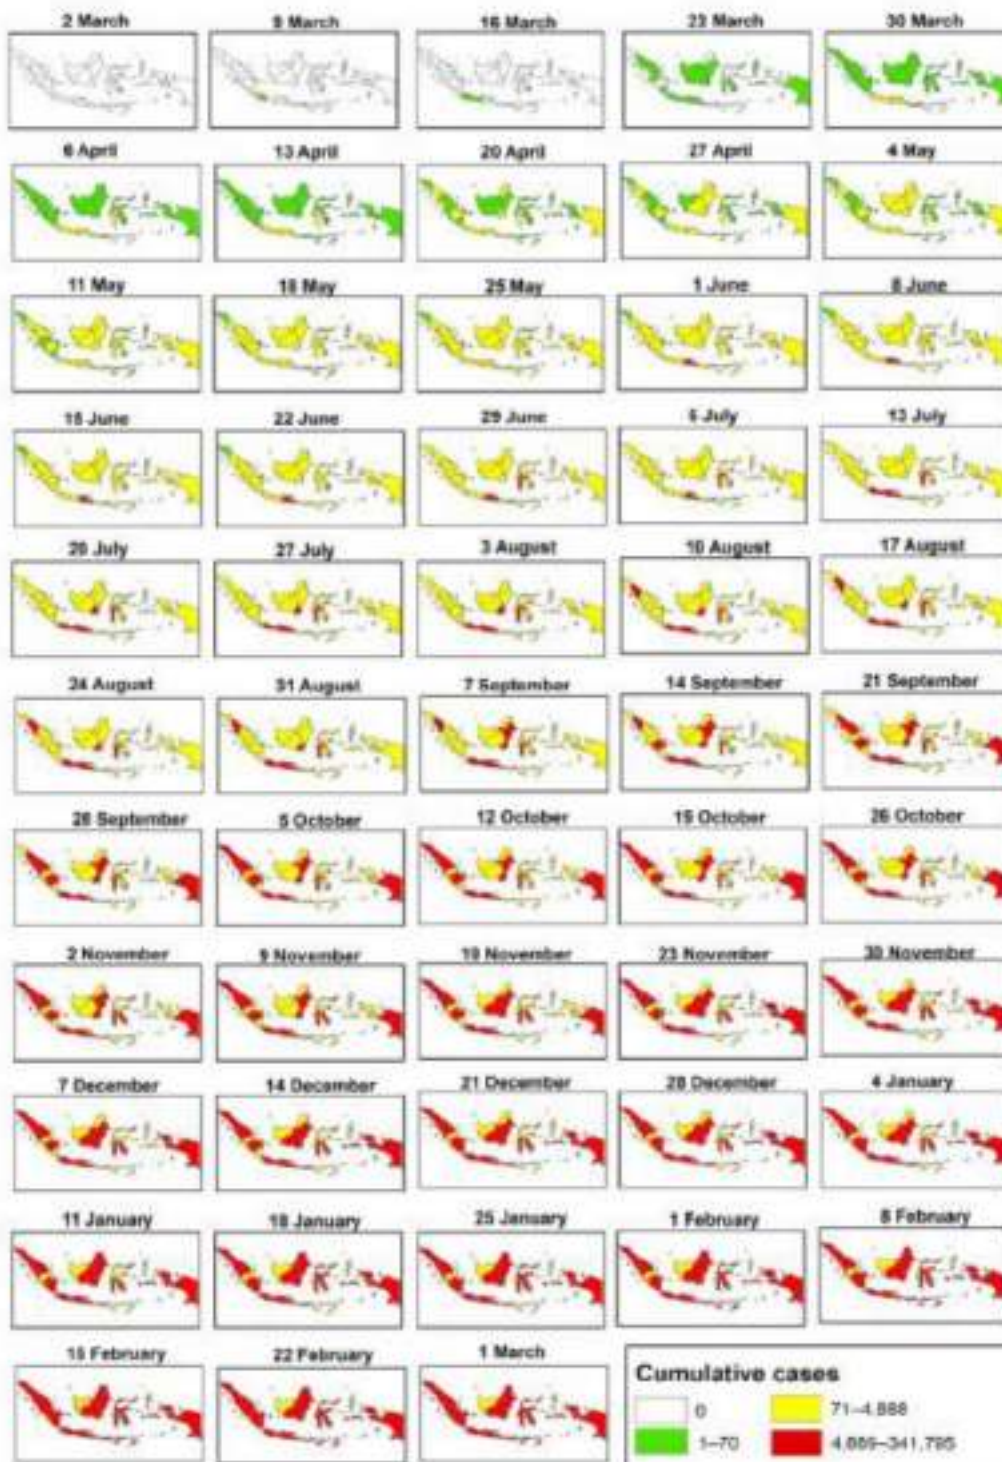 2 March 9 March 16 March 23 March 30 March
6 April 13 April 20 April 27 April 4 May
11 May 18 May 25 May 1 June 8 June
15 June 22 June 29 June 6 July 13 July
20 July 27 July 3 August 10 August 17 August
24 August 31 August 7 September 14 September 21 September
28 September 5 October 12 October 19 October 26 October
2 November 9 November 19 November 23 November 30 November
7 December 14 December 21 December 28 December 4 January
11 January 18 January 25 January 1 February 8 February
15 February 22 February 1 March
Cumulative cases
0 71–4,888
1–70 4,889–341,795